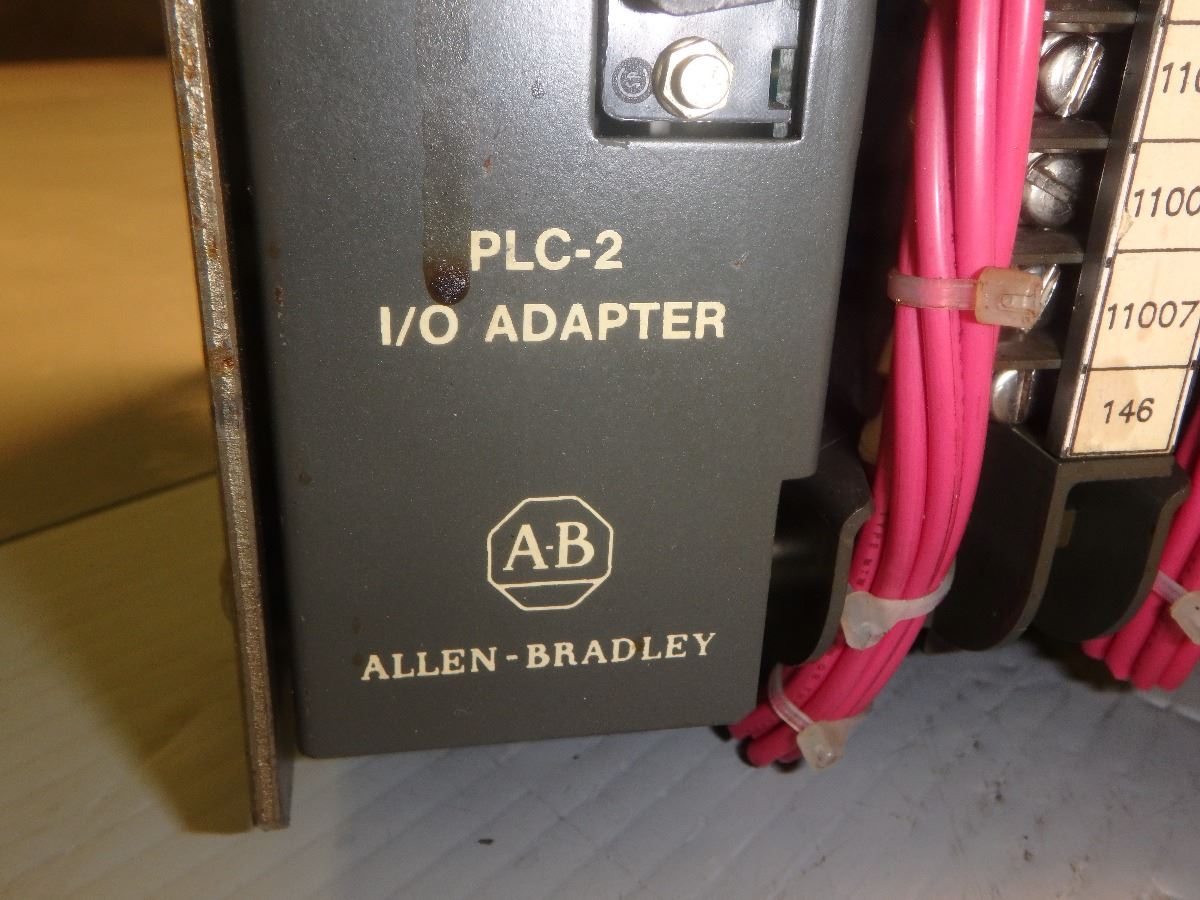 PLC-2
I/O ADAPTER
A-B
ALLEN-BRADLEY
11007
146